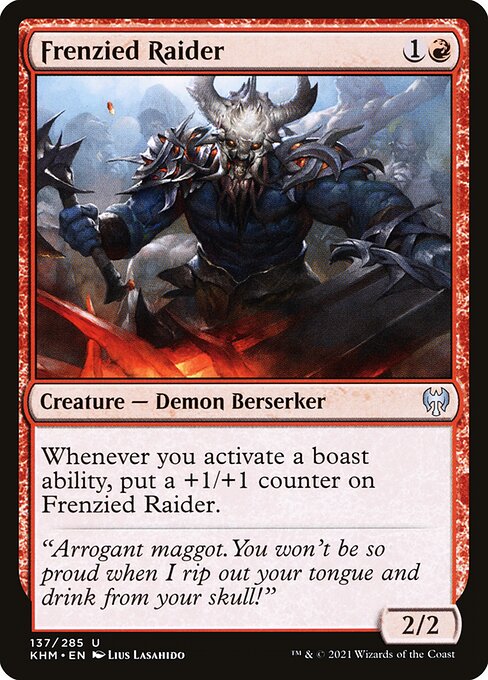 Frenzied Raider 1
Creature — Demon Berserker
Whenever you activate a boast
ability, put a +1/+1 counter on
Frenzied Raider.
“Arrogant maggot. You won’t be so
proud when I rip out your tongue and
drink from your skull!”
2/2
137/285 U
KHM • EN Lius Lasahido
™ & © 2021 Wizards of the Coast